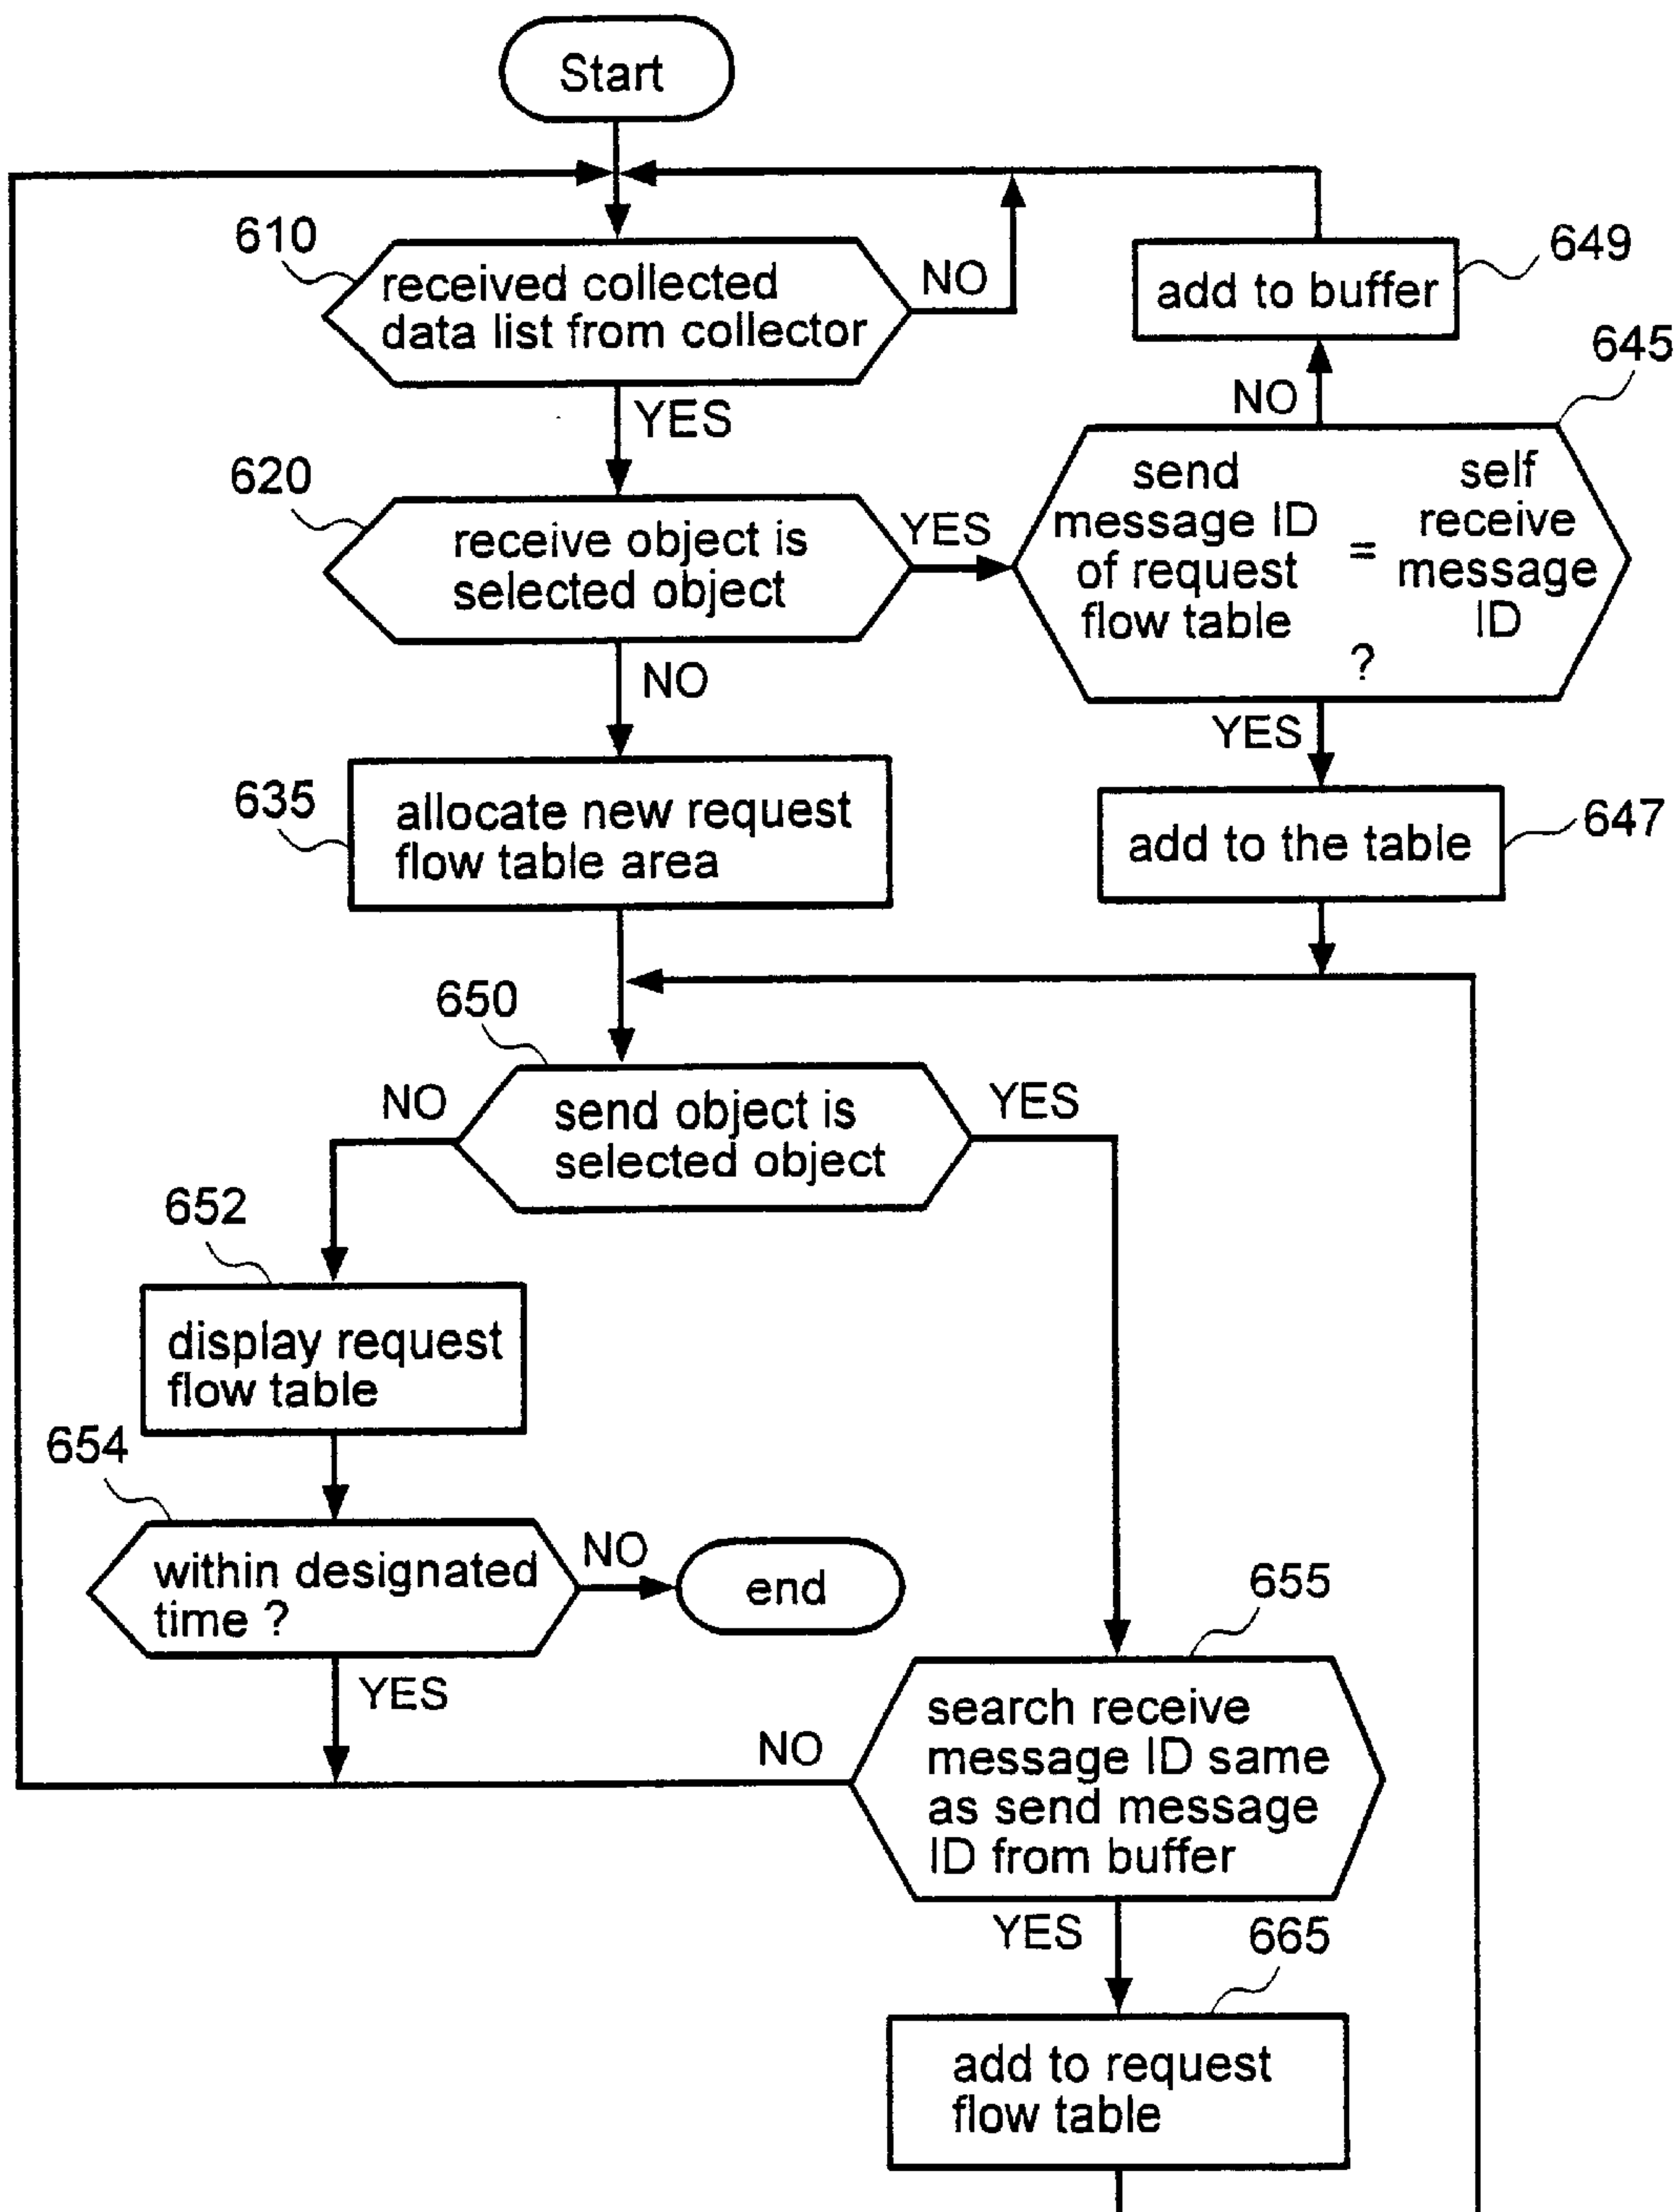 Start
610
received collected
data list from collector
NO
add to buffer
649
YES
645
NO
620
receive object is
selected object
YES
send
message ID
of request
flow table
=
self
receive
message
ID
?
NO
YES
635
allocate new request
flow table area
add to the table
647
650
send object is
selected object
NO
YES
652
display request
flow table
654
within designated
time ?
NO
end
YES
655
search receive
message ID same
as send message
ID from buffer
NO
YES
665
add to request
flow table